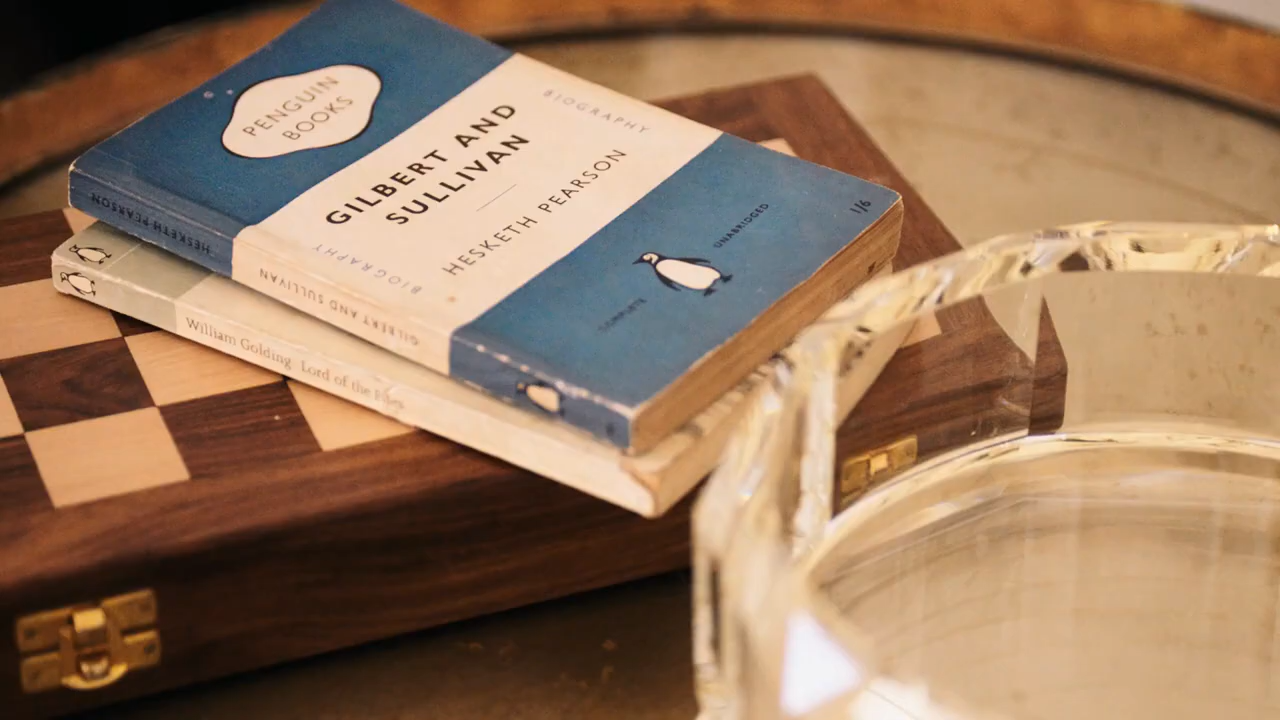 PENGUIN
BOOKS
BIOGRAPHY
GILBERT AND
SULLIVAN
HESKETH PEARSON
BIOGRAPHY
COMPLETE
UNABRIDGED
1/6
HESKETH PEARSON
GILBERT AND SULLIVAN
William Golding Lord of the Flies